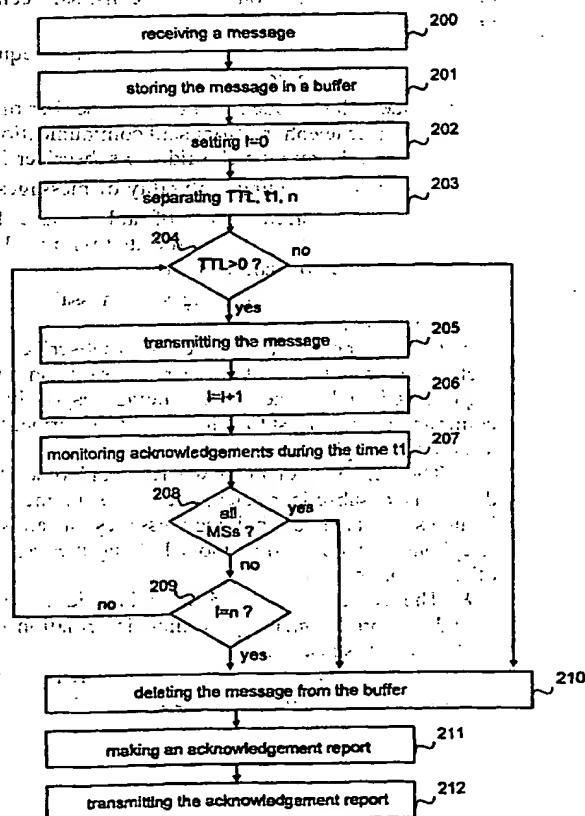 receiving a message 200
storing the message in a buffer 201
setting I=0 202
separating TTL, t1, n 203
204
TTL>0 ? no
yes
transmitting the message 205
I=I+1 206
monitoring acknowledgements during the time t1 207
208
all
MSs ? yes
no
209
no I=n ?
yes
deleting the message from the buffer 210
making an acknowledgement report 211
transmitting the acknowledgement report 212